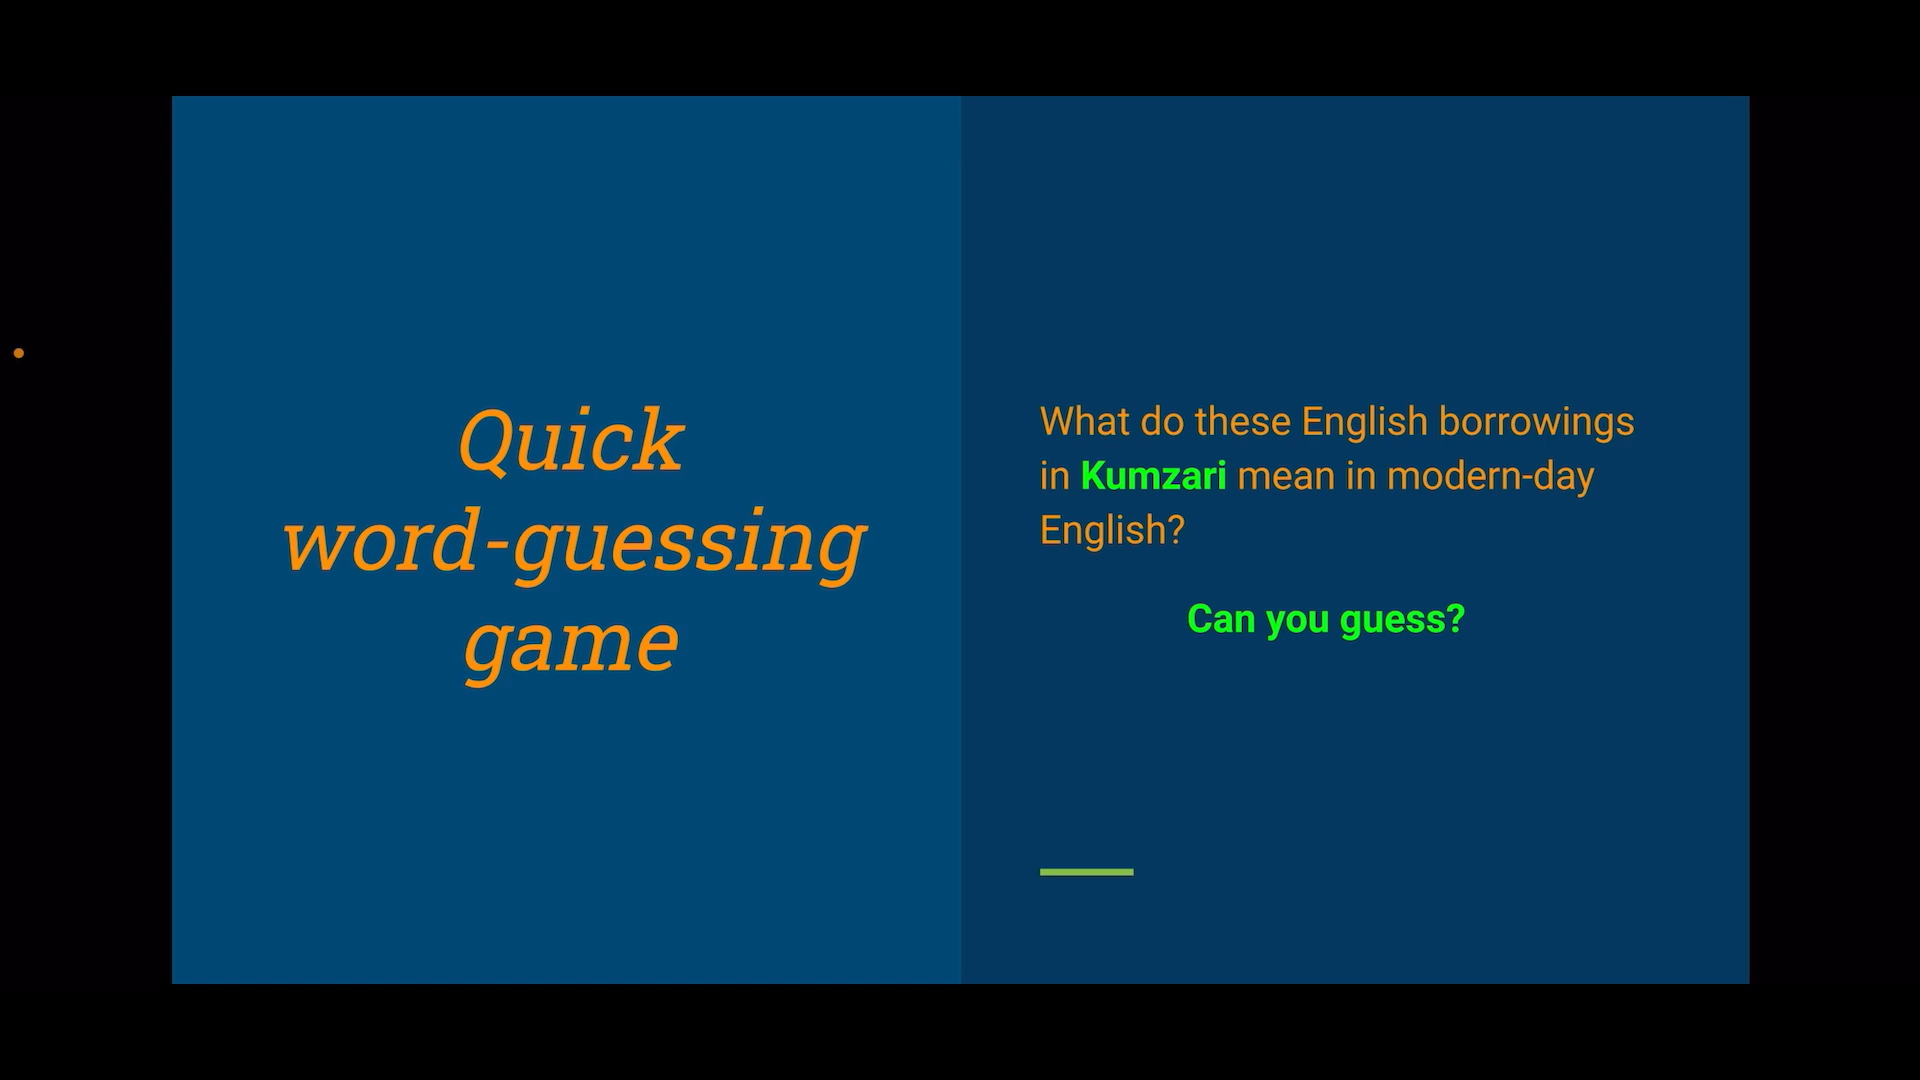 Quick
word-guessing
game
What do these English borrowings
in Kumzari mean in modern-day
English?
Can you guess?